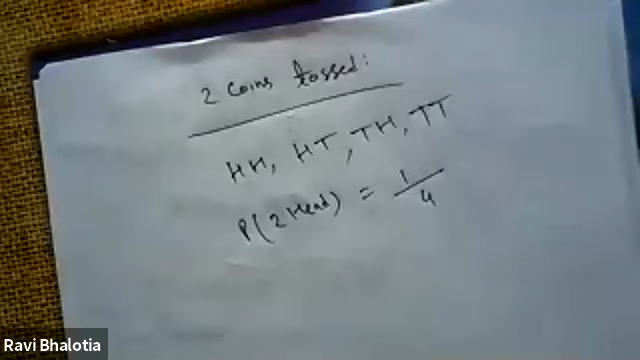 2 Coins tossed:
HH, HT, TH, TT
P(2 Head) = 1/4
Ravi Bhalotia